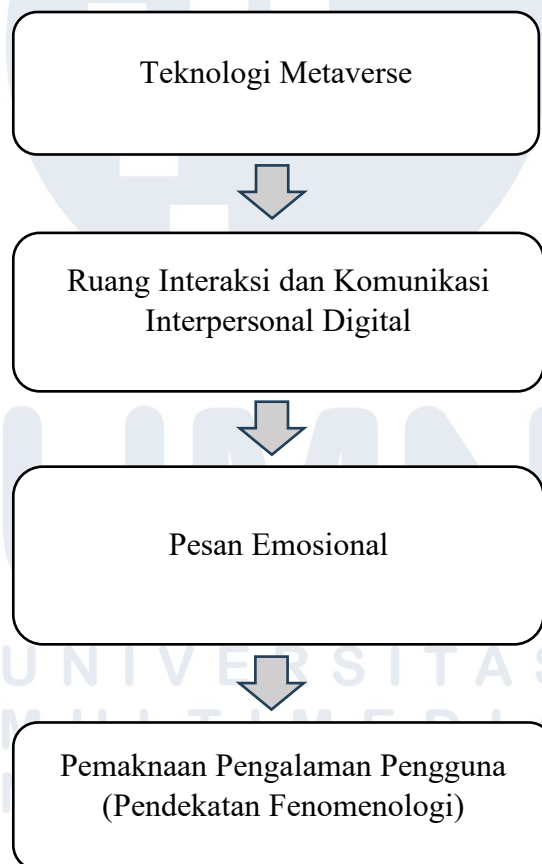 Teknologi Metaverse
Ruang Interaksi dan Komunikasi
Interpersonal Digital
Pesan Emosional
UNIVERSITAS
Pemaknaan Pengalaman Pengguna
(Pendekatan Fenomenologi)